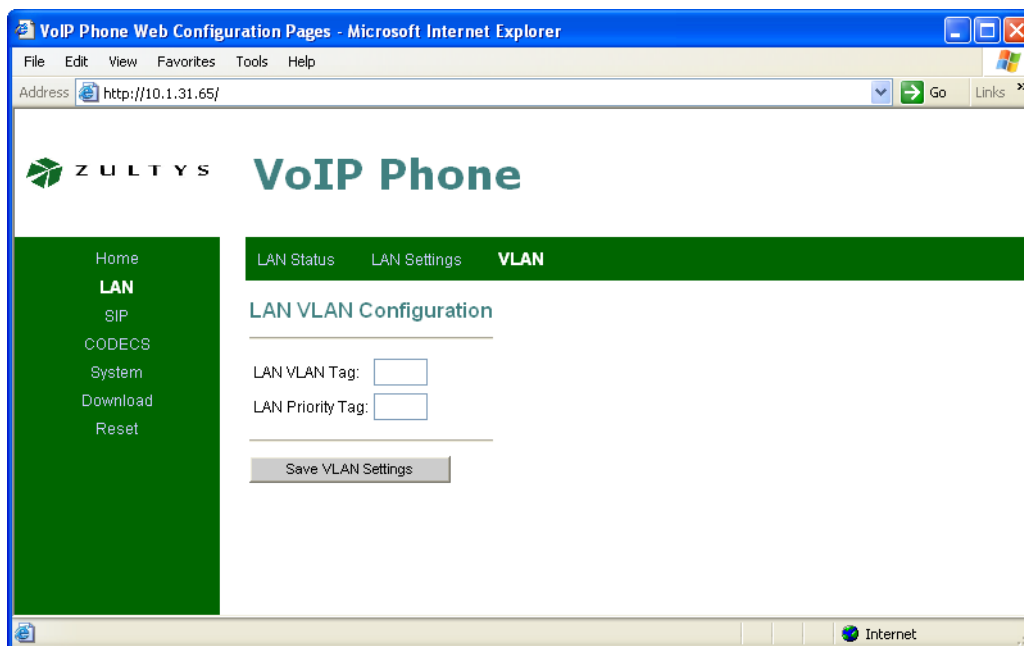 VoIP Phone Web Configuration Pages - Microsoft Internet Explorer
File Edit View Favorites Tools Help
Address http://10.1.31.65/ Go Links »
ZULTYS VoIP Phone
Home
LAN
SIP
CODECS
System
Download
Reset
LAN Status LAN Settings VLAN
LAN VLAN Configuration
LAN VLAN Tag:
LAN Priority Tag:
Save VLAN Settings
Internet